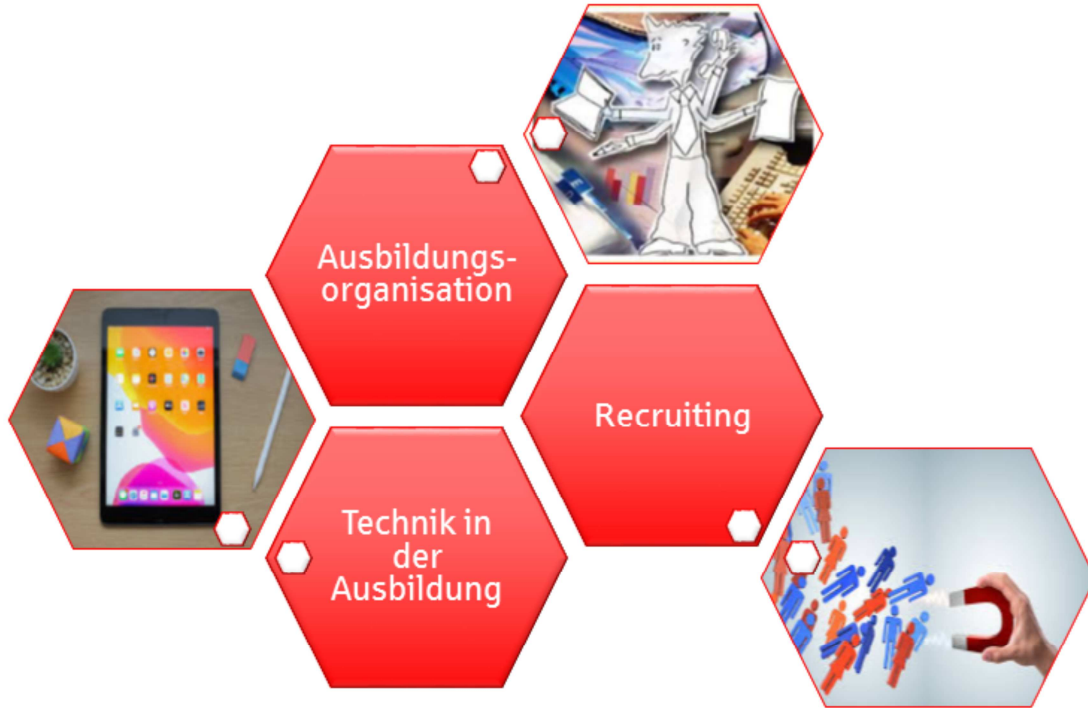 Ausbildungs-
organisation
Recruiting
Technik in
der
Ausbildung